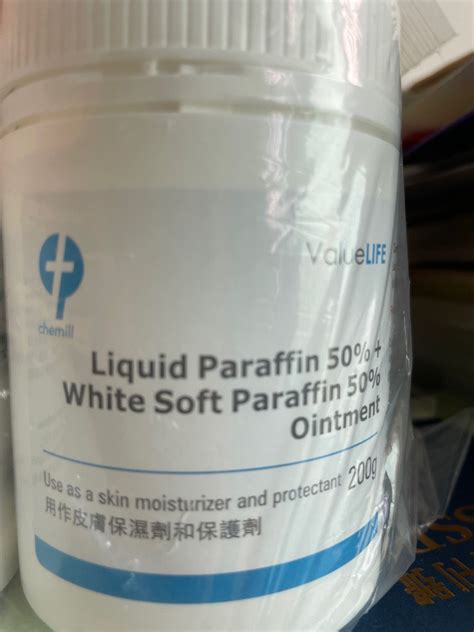 ValueLIFE
chemill
Liquid Paraffin 50% +
White Soft Paraffin 50%
Ointment
Use as a skin moisturizer and protectant 200g
用作皮膚保濕劑和保護劑